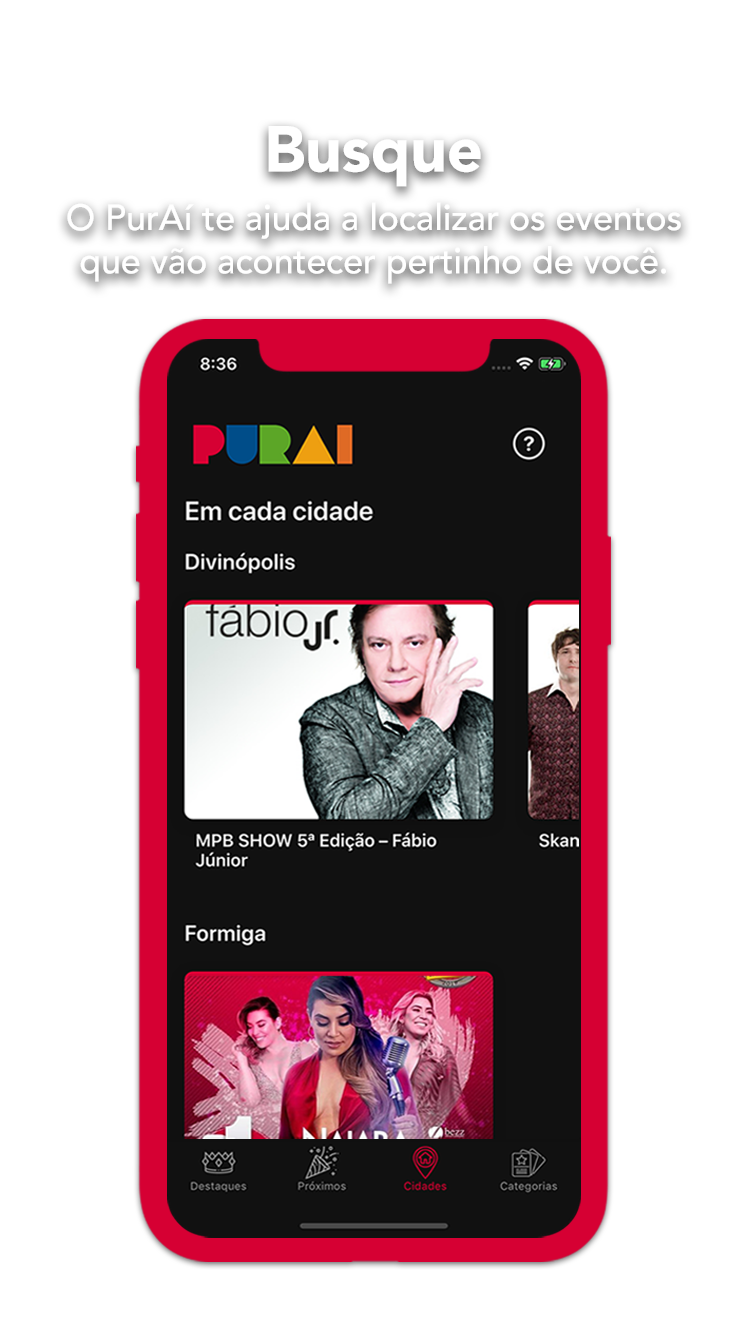 Busque
O PurAí te ajuda a localizar os eventos
que vão acontecer pertinho de você.
8:36
PURAI
?
Em cada cidade
Divinópolis
fábio jr.
MPB SHOW 5ª Edição – Fábio
Júnior
Skan
Formiga
NAIARA
bezz
Destaques
Próximos
Cidades
Categorias